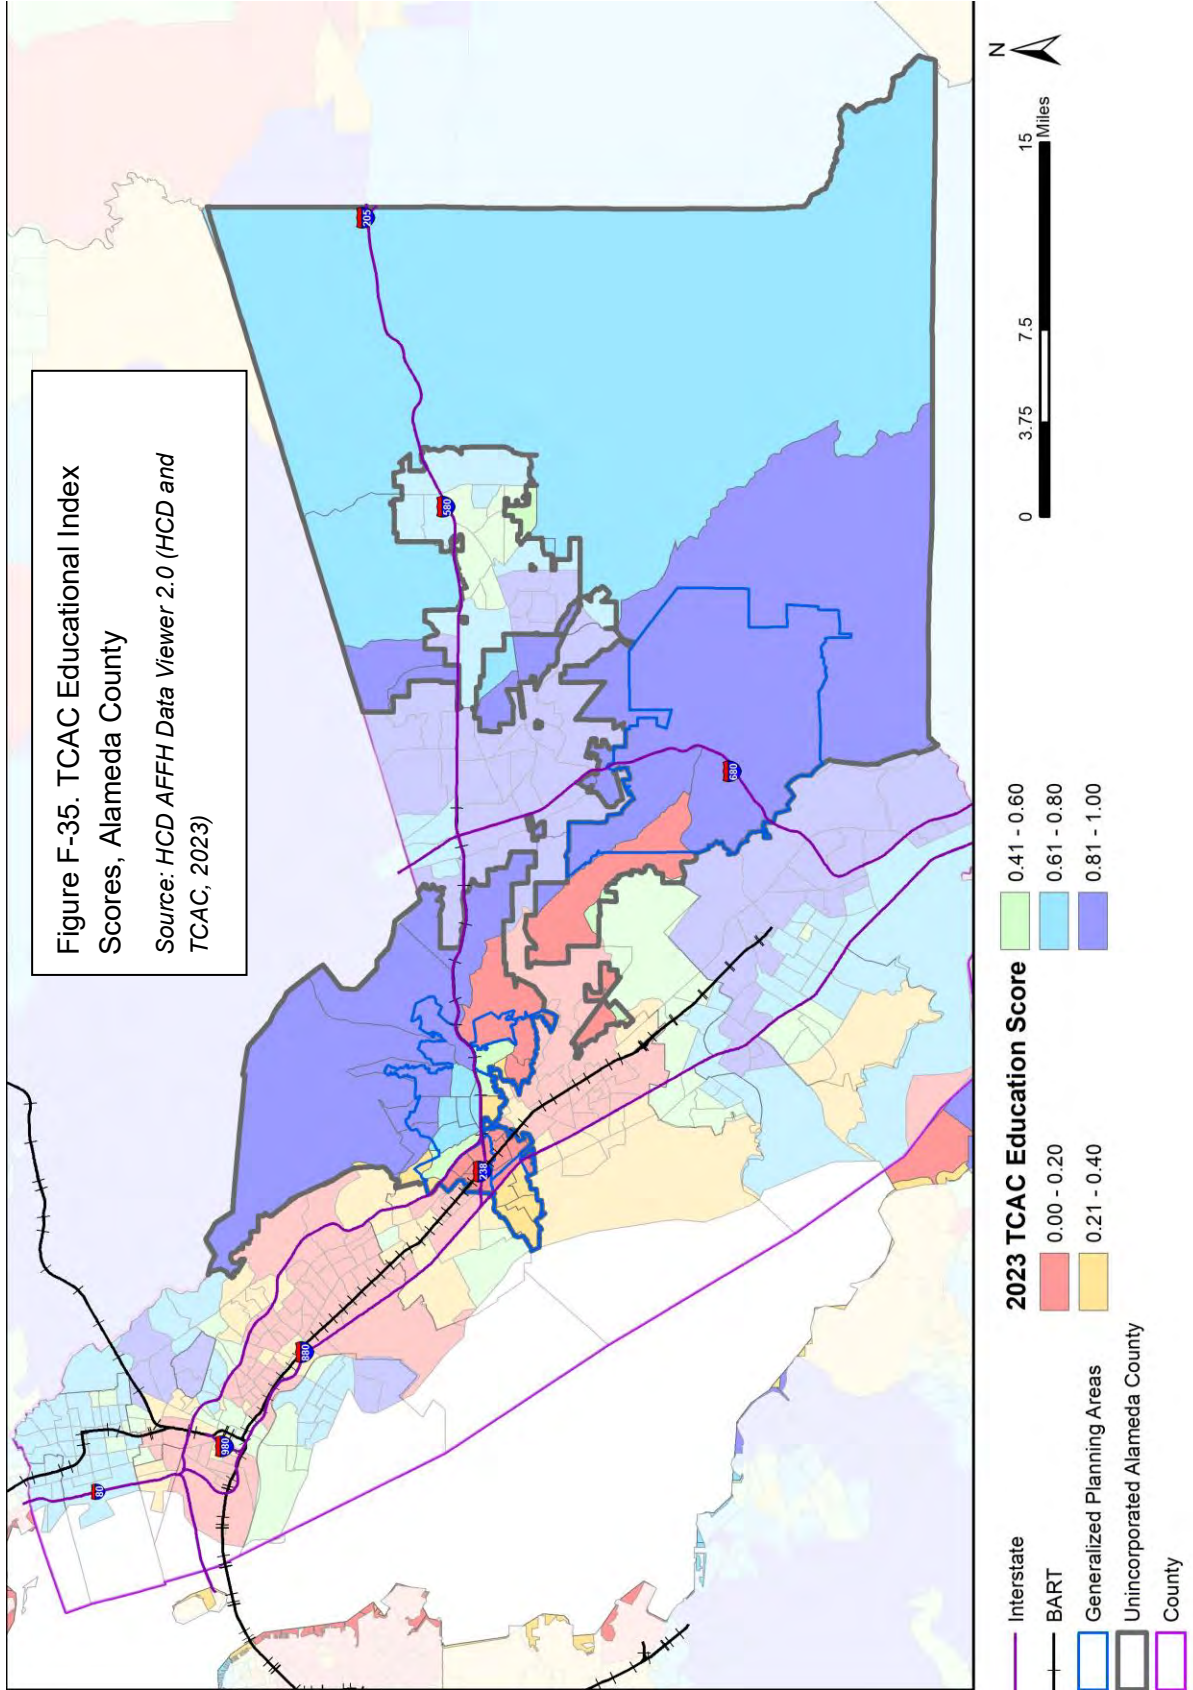 Figure F-35. TCAC Educational Index
Scores, Alameda County
Source: HCD AFFH Data Viewer 2.0 (HCD and
TCAC, 2023)
80
980
880
238
580
205
680
N
0
3.75
7.5
15
Miles
Interstate
BART
Generalized Planning Areas
Unincorporated Alameda County
County
2023 TCAC Education Score
0.00 - 0.20
0.21 - 0.40
0.41 - 0.60
0.61 - 0.80
0.81 - 1.00